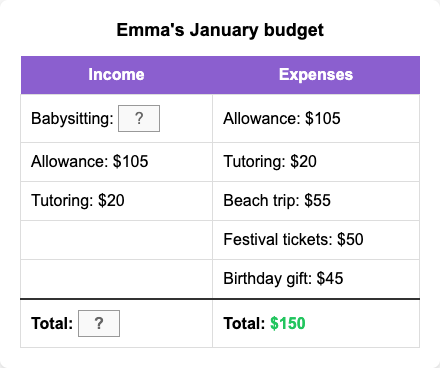 Emma's January budget
Income Expenses
Babysitting: ? Allowance: $105
Allowance: $105 Tutoring: $20
Tutoring: $20 Beach trip: $55
Festival tickets: $50
Birthday gift: $45
Total: ? Total: $150